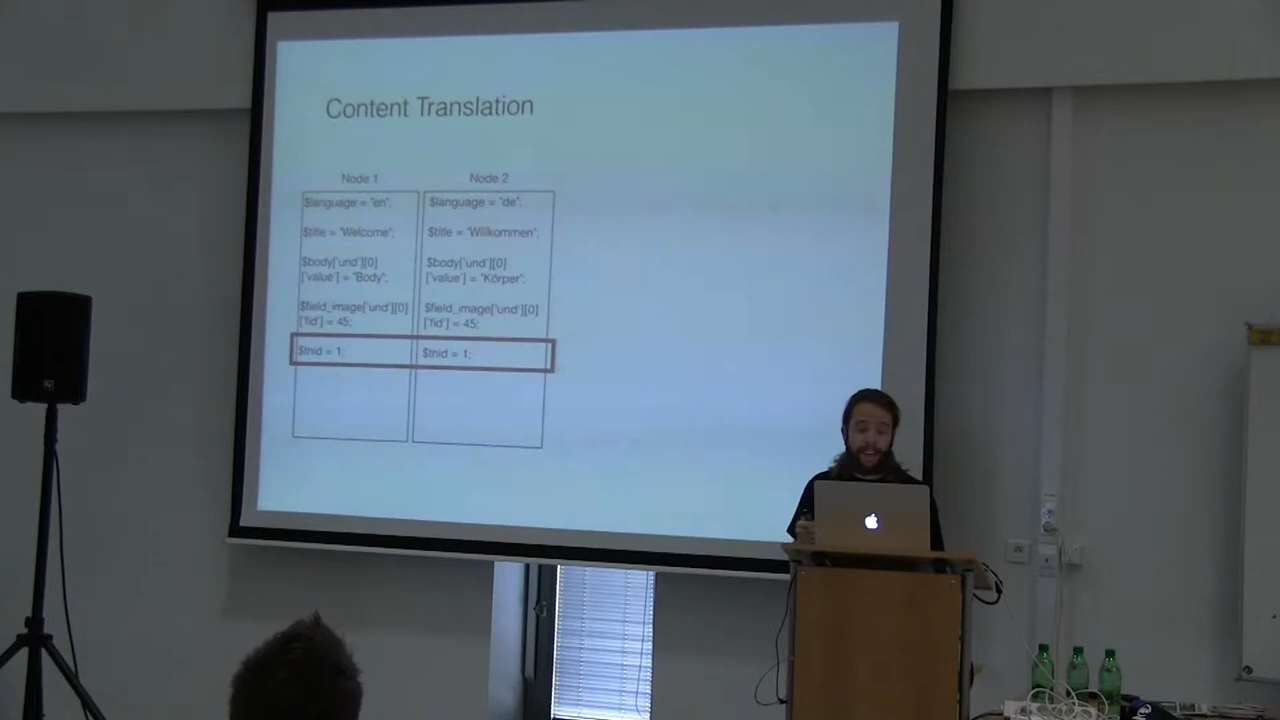 Content Translation
Node 1
$language = "en";
$title = "Welcome";
$body['und'][0]
['value'] = "Body";
$field_image['und'][0]
['fid'] = 45;
$tnid = 1;
Node 2
$language = "de";
$title = "Willkommen";
$body['und'][0]
['value'] = "Körper";
$field_image['und'][0]
['fid'] = 45;
$tnid = 1;